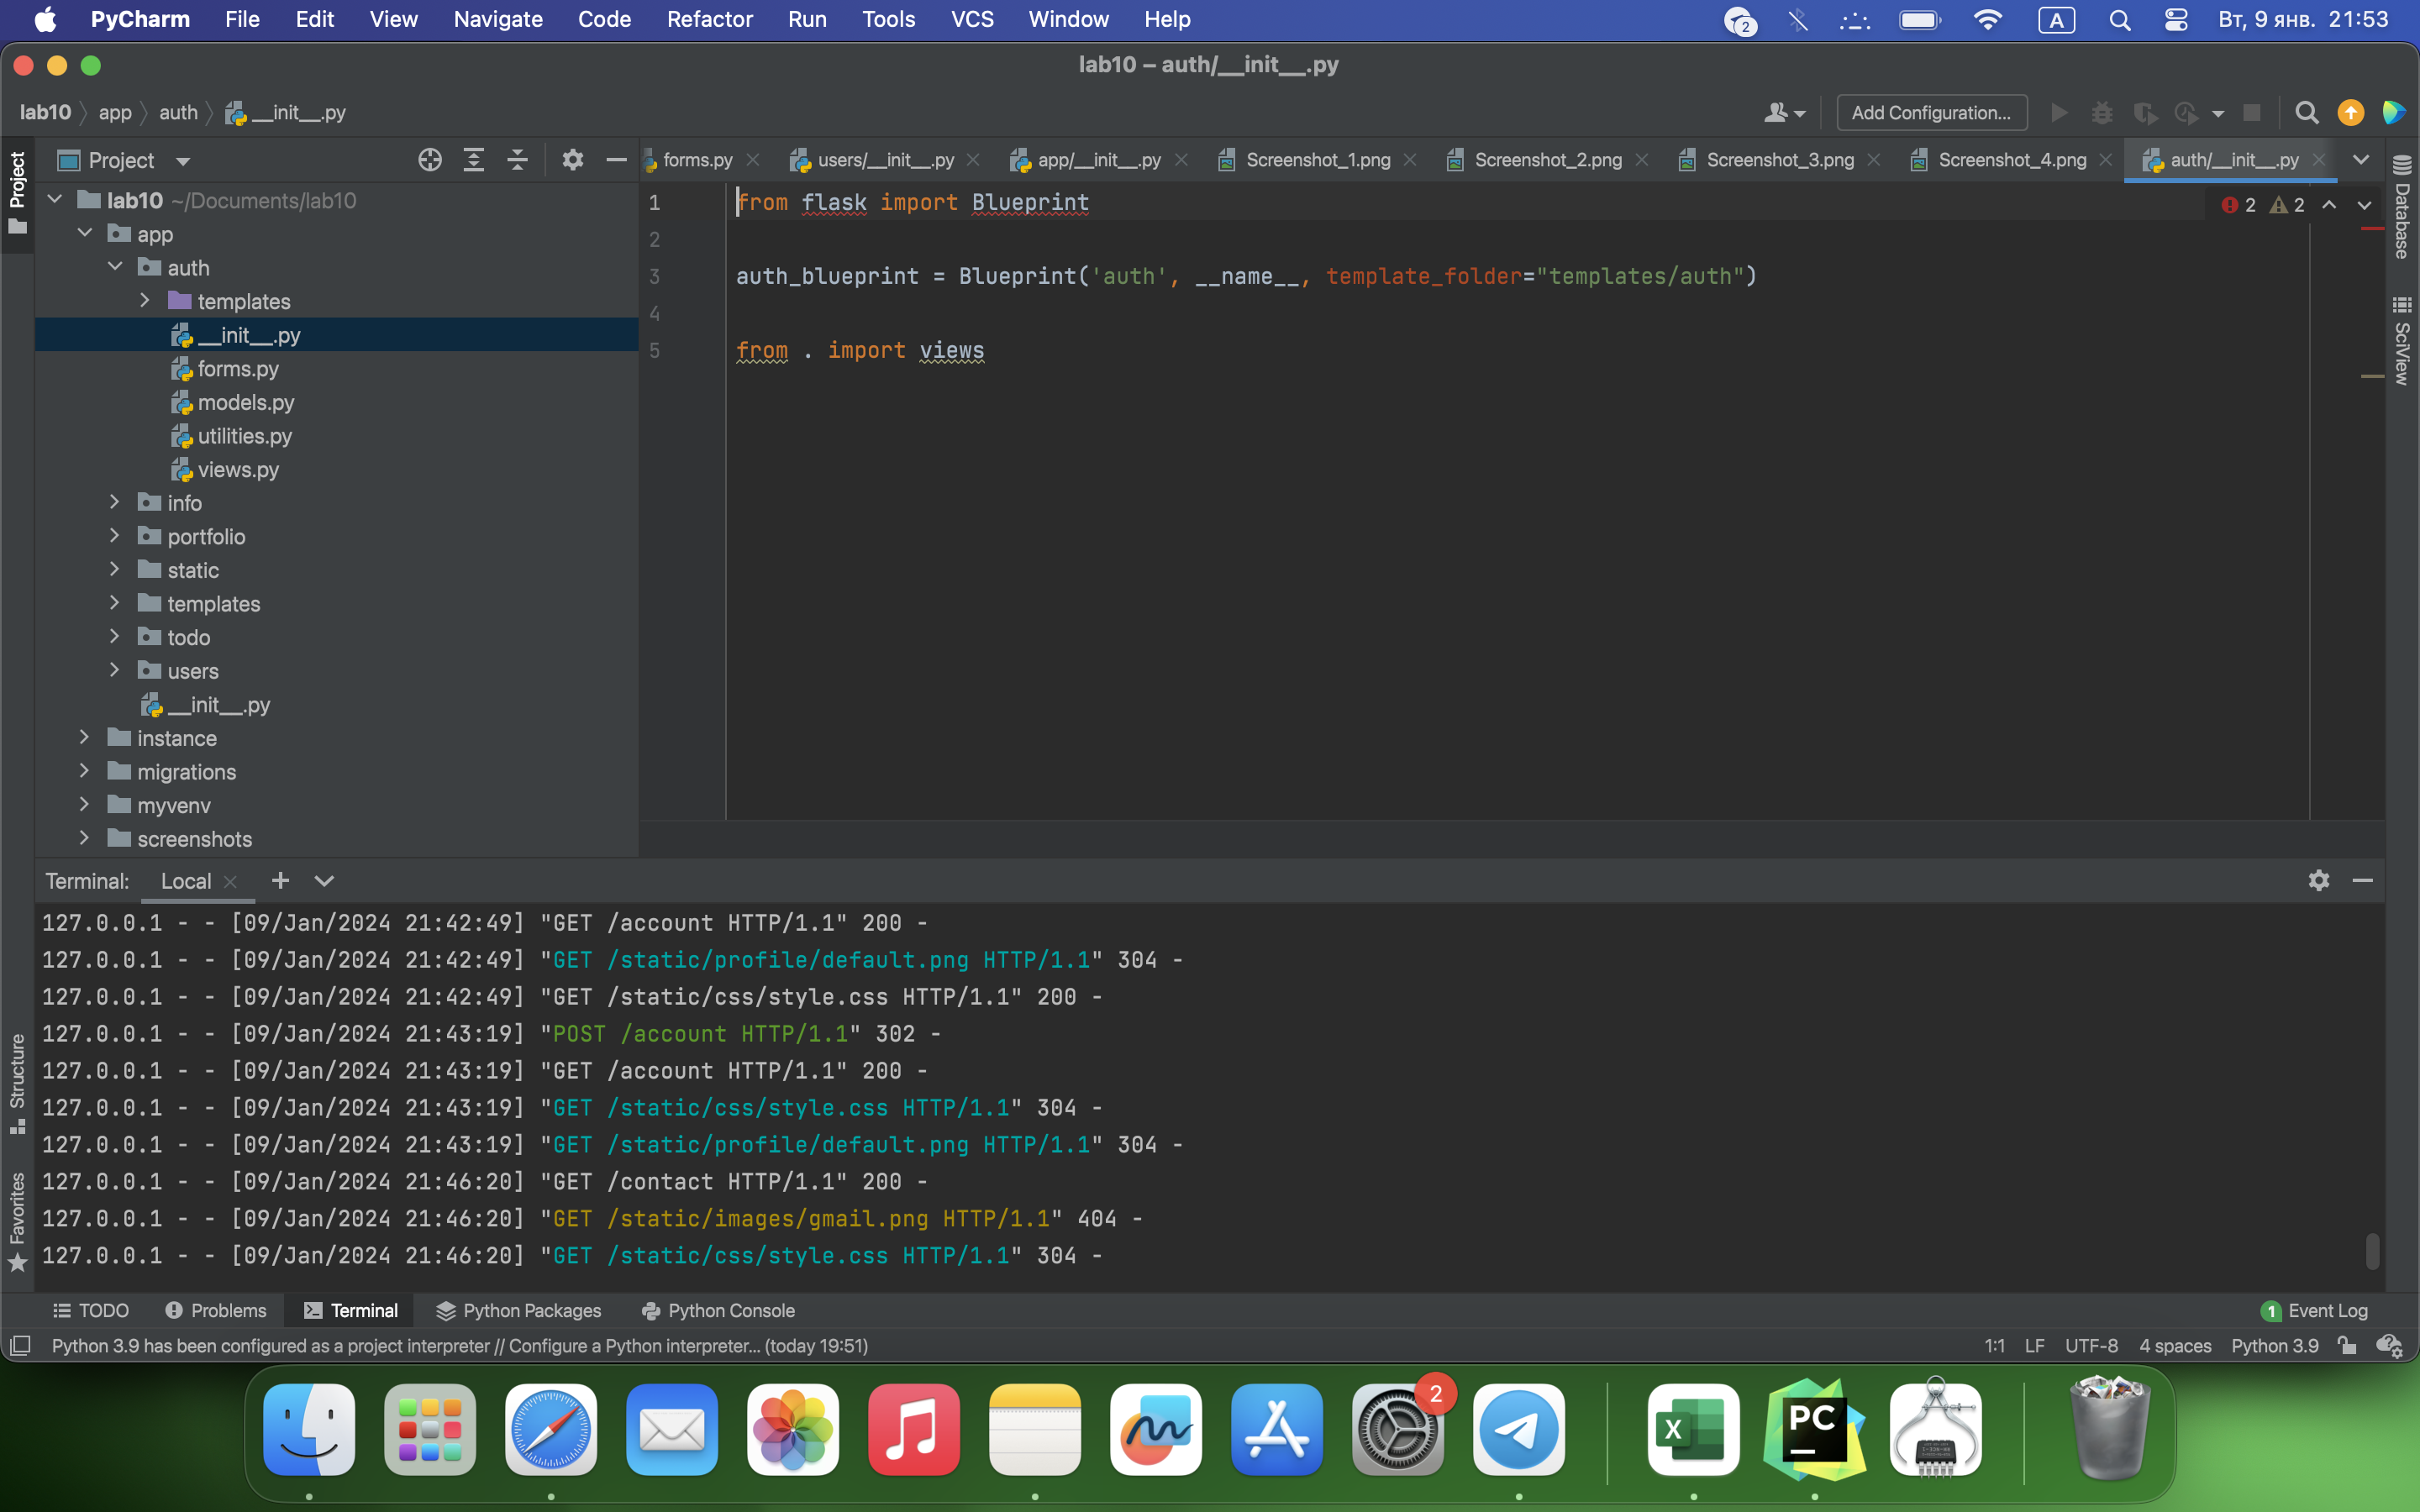 PyCharm File Edit View Navigate Code Refactor Run Tools VCS Window Help 2 A Вт, 9 янв. 21:53
lab10 – auth/__init__.py
lab10 app auth __init__.py Add Configuration...
Project forms.py users/__init__.py app/__init__.py Screenshot_1.png Screenshot_2.png Screenshot_3.png Screenshot_4.png auth/__init__.py
Project
Database
SciView
Structure
Favorites
lab10 ~/Documents/lab10
app
auth
templates
__init__.py
forms.py
models.py
utilities.py
views.py
info
portfolio
static
templates
todo
users
__init__.py
instance
migrations
myvenv
screenshots
1 from flask import Blueprint 2 2
2
3 auth_blueprint = Blueprint('auth', __name__, template_folder="templates/auth")
4
5 from . import views
Terminal: Local
127.0.0.1 - - [09/Jan/2024 21:42:49] "GET /account HTTP/1.1" 200 -
127.0.0.1 - - [09/Jan/2024 21:42:49] "GET /static/profile/default.png HTTP/1.1" 304 -
127.0.0.1 - - [09/Jan/2024 21:42:49] "GET /static/css/style.css HTTP/1.1" 200 -
127.0.0.1 - - [09/Jan/2024 21:43:19] "POST /account HTTP/1.1" 302 -
127.0.0.1 - - [09/Jan/2024 21:43:19] "GET /account HTTP/1.1" 200 -
127.0.0.1 - - [09/Jan/2024 21:43:19] "GET /static/css/style.css HTTP/1.1" 304 -
127.0.0.1 - - [09/Jan/2024 21:43:19] "GET /static/profile/default.png HTTP/1.1" 304 -
127.0.0.1 - - [09/Jan/2024 21:46:20] "GET /contact HTTP/1.1" 200 -
127.0.0.1 - - [09/Jan/2024 21:46:20] "GET /static/images/gmail.png HTTP/1.1" 404 -
127.0.0.1 - - [09/Jan/2024 21:46:20] "GET /static/css/style.css HTTP/1.1" 304 -
TODO Problems Terminal Python Packages Python Console 1 Event Log
Python 3.9 has been configured as a project interpreter // Configure a Python interpreter... (today 19:51) 1:1 LF UTF-8 4 spaces Python 3.9
2
X
PC